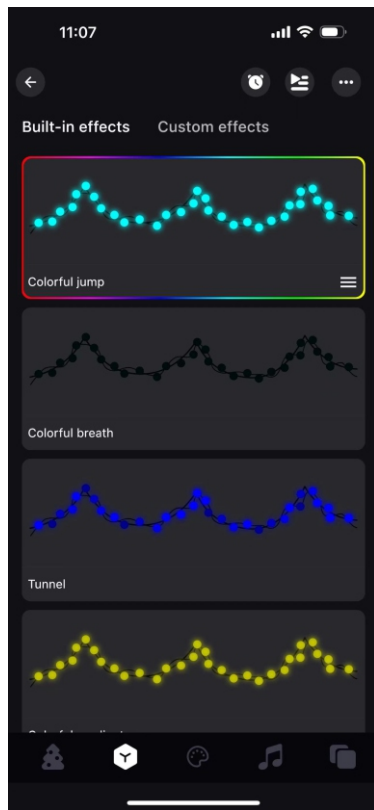 11:07
Built-in effects Custom effects
Colorful jump
Colorful breath
Tunnel